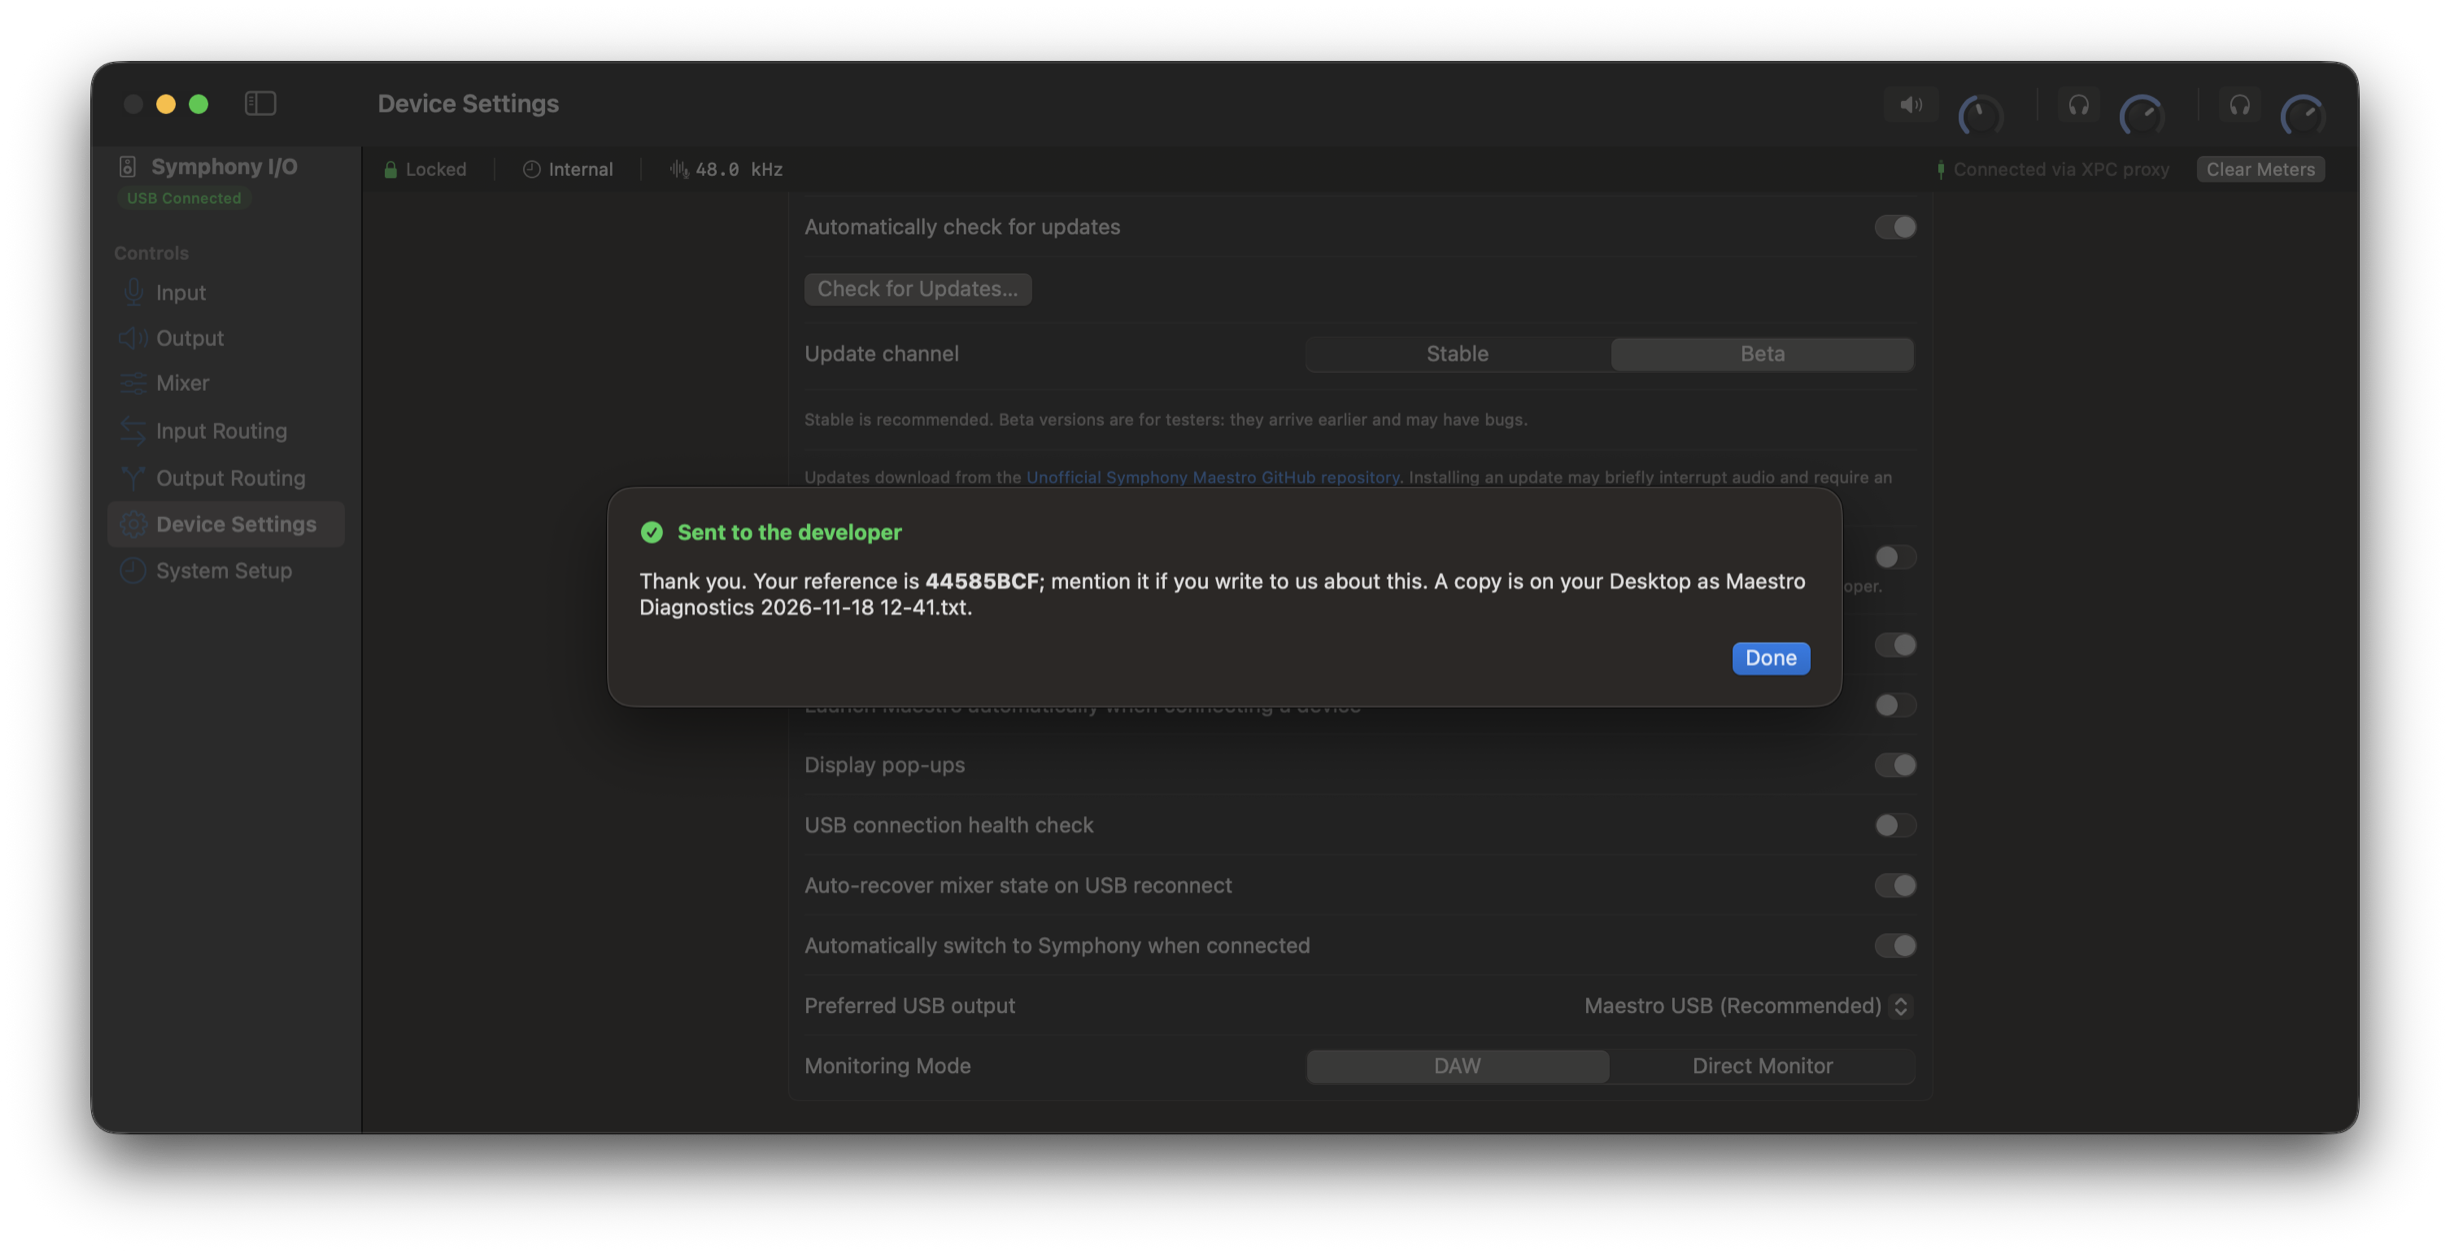 Device Settings
Symphony I/O
USB Connected
Locked
Internal
48.0 kHz
Connected via XPC proxy
Clear Meters
Controls
Input
Output
Mixer
Input Routing
Output Routing
Device Settings
System Setup
Automatically check for updates
Check for Updates...
Update channel
Stable
Beta
Stable is recommended. Beta versions are for testers: they arrive earlier and may have bugs.
Updates download from the Unofficial Symphony Maestro GitHub repository. Installing an update may briefly interrupt audio and require an
Sent to the developer
Thank you. Your reference is 44585BCF; mention it if you write to us about this. A copy is on your Desktop as Maestro
Diagnostics 2026-11-18 12-41.txt.
Done
oper.
Launch Maestro automatically when connecting a device
Display pop-ups
USB connection health check
Auto-recover mixer state on USB reconnect
Automatically switch to Symphony when connected
Preferred USB output
Maestro USB (Recommended)
Monitoring Mode
DAW
Direct Monitor